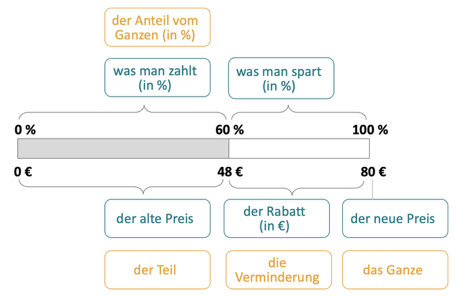 der Anteil vom
Ganzen (in %)
was man zahlt
(in %)
was man spart
(in %)
0 %
60 %
100 %
0 €
48 €
80 €
der alte Preis
der Rabatt
(in €)
der neue Preis
der Teil
die
Verminderung
das Ganze